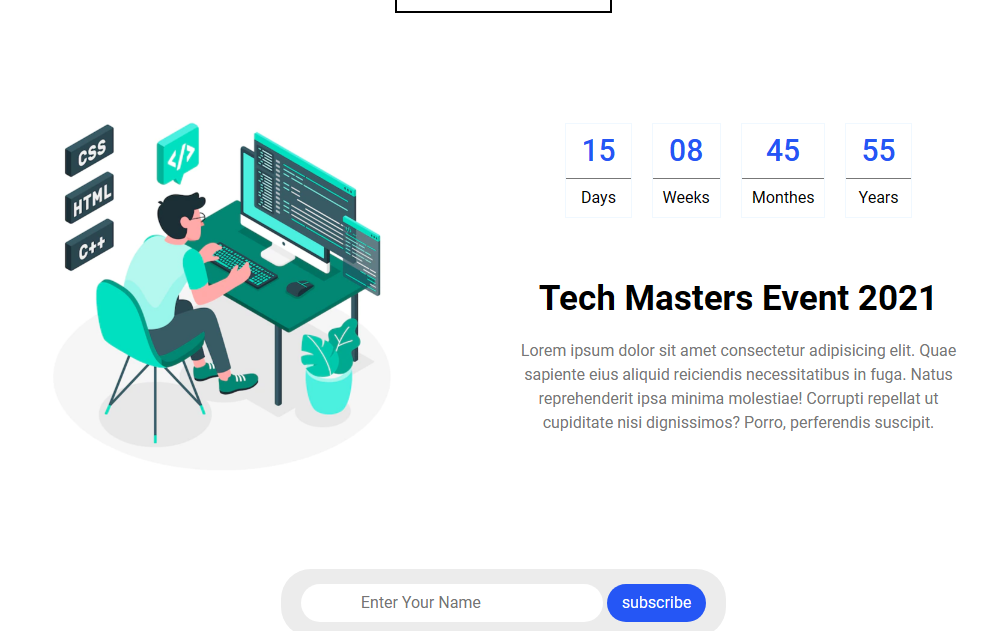 CSS
</>
HTML
C++
15 08 45 55
Days Weeks Monthes Years
Tech Masters Event 2021
Lorem ipsum dolor sit amet consectetur adipisicing elit. Quae
sapiente eius aliquid reiciendis necessitatibus in fuga. Natus
reprehenderit ipsa minima molestiae! Corrupti repellat ut
cupiditate nisi dignissimos? Porro, perferendis suscipit.
Enter Your Name subscribe